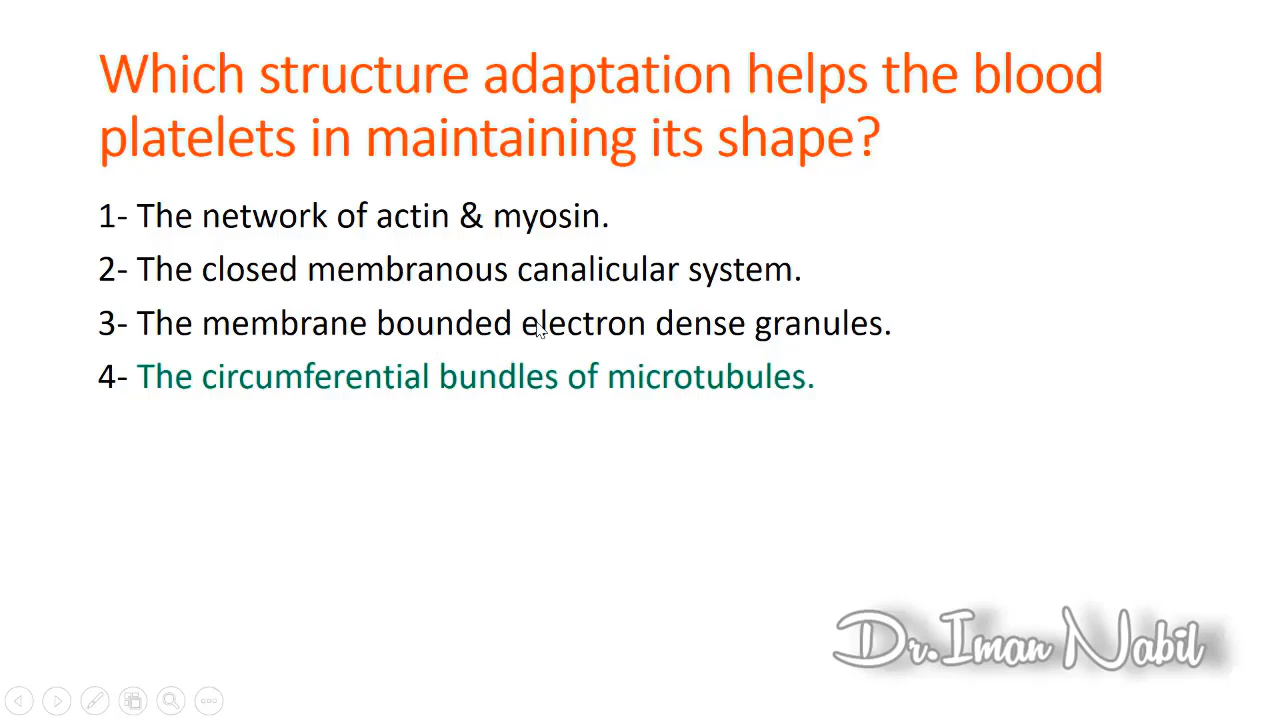 Which structure adaptation helps the blood
platelets in maintaining its shape?
1- The network of actin & myosin.
2- The closed membranous canalicular system.
3- The membrane bounded electron dense granules.
4- The circumferential bundles of microtubules.
Dr.Iman Nabil